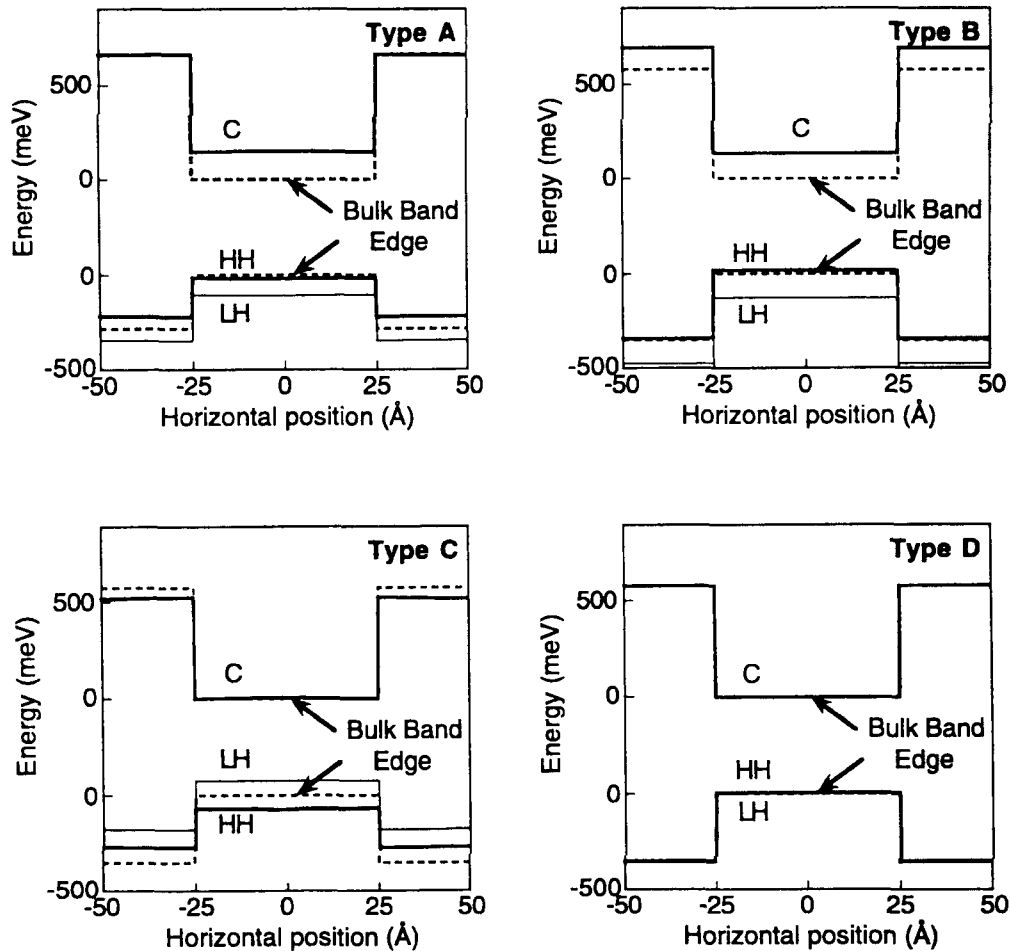 Type A
Energy (meV)
500
0
0
-500
C
Bulk Band
Edge
HH
LH
-50
-25
0
25
50
Horizontal position (Å)
Type B
Energy (meV)
500
0
0
-500
C
Bulk Band
Edge
HH
LH
-50
-25
0
25
50
Horizontal position (Å)
Type C
Energy (meV)
500
0
0
-500
C
Bulk Band
Edge
LH
HH
-50
-25
0
25
50
Horizontal position (Å)
Type D
Energy (meV)
500
0
0
-500
C
Bulk Band
Edge
HH
LH
-50
-25
0
25
50
Horizontal position (Å)